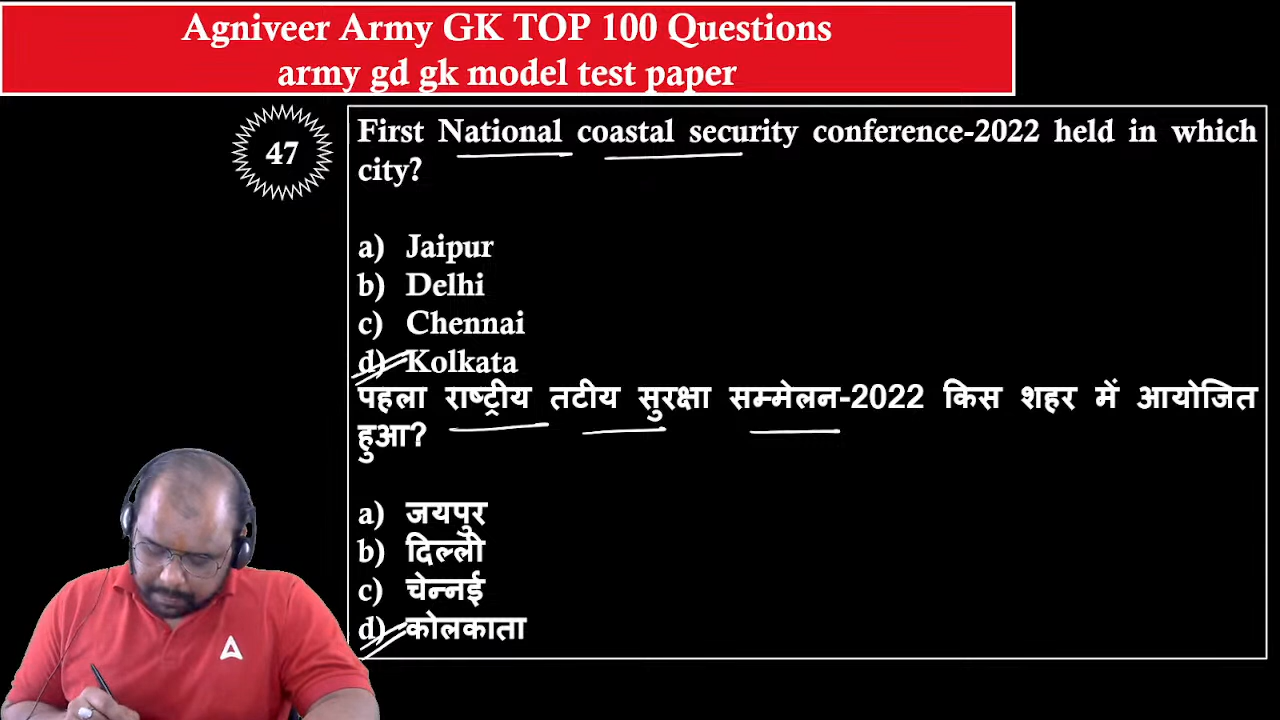 Agniveer Army GK TOP 100 Questions
army gd gk model test paper
47
First National coastal security conference-2022 held in which
city?
a) Jaipur
b) Delhi
c) Chennai
d) Kolkata
पहला राष्ट्रीय तटीय सुरक्षा सम्मेलन-2022 किस शहर में आयोजित
हुआ?
a) जयपुर
b) दिल्ली
c) चेन्नई
d) कोलकाता